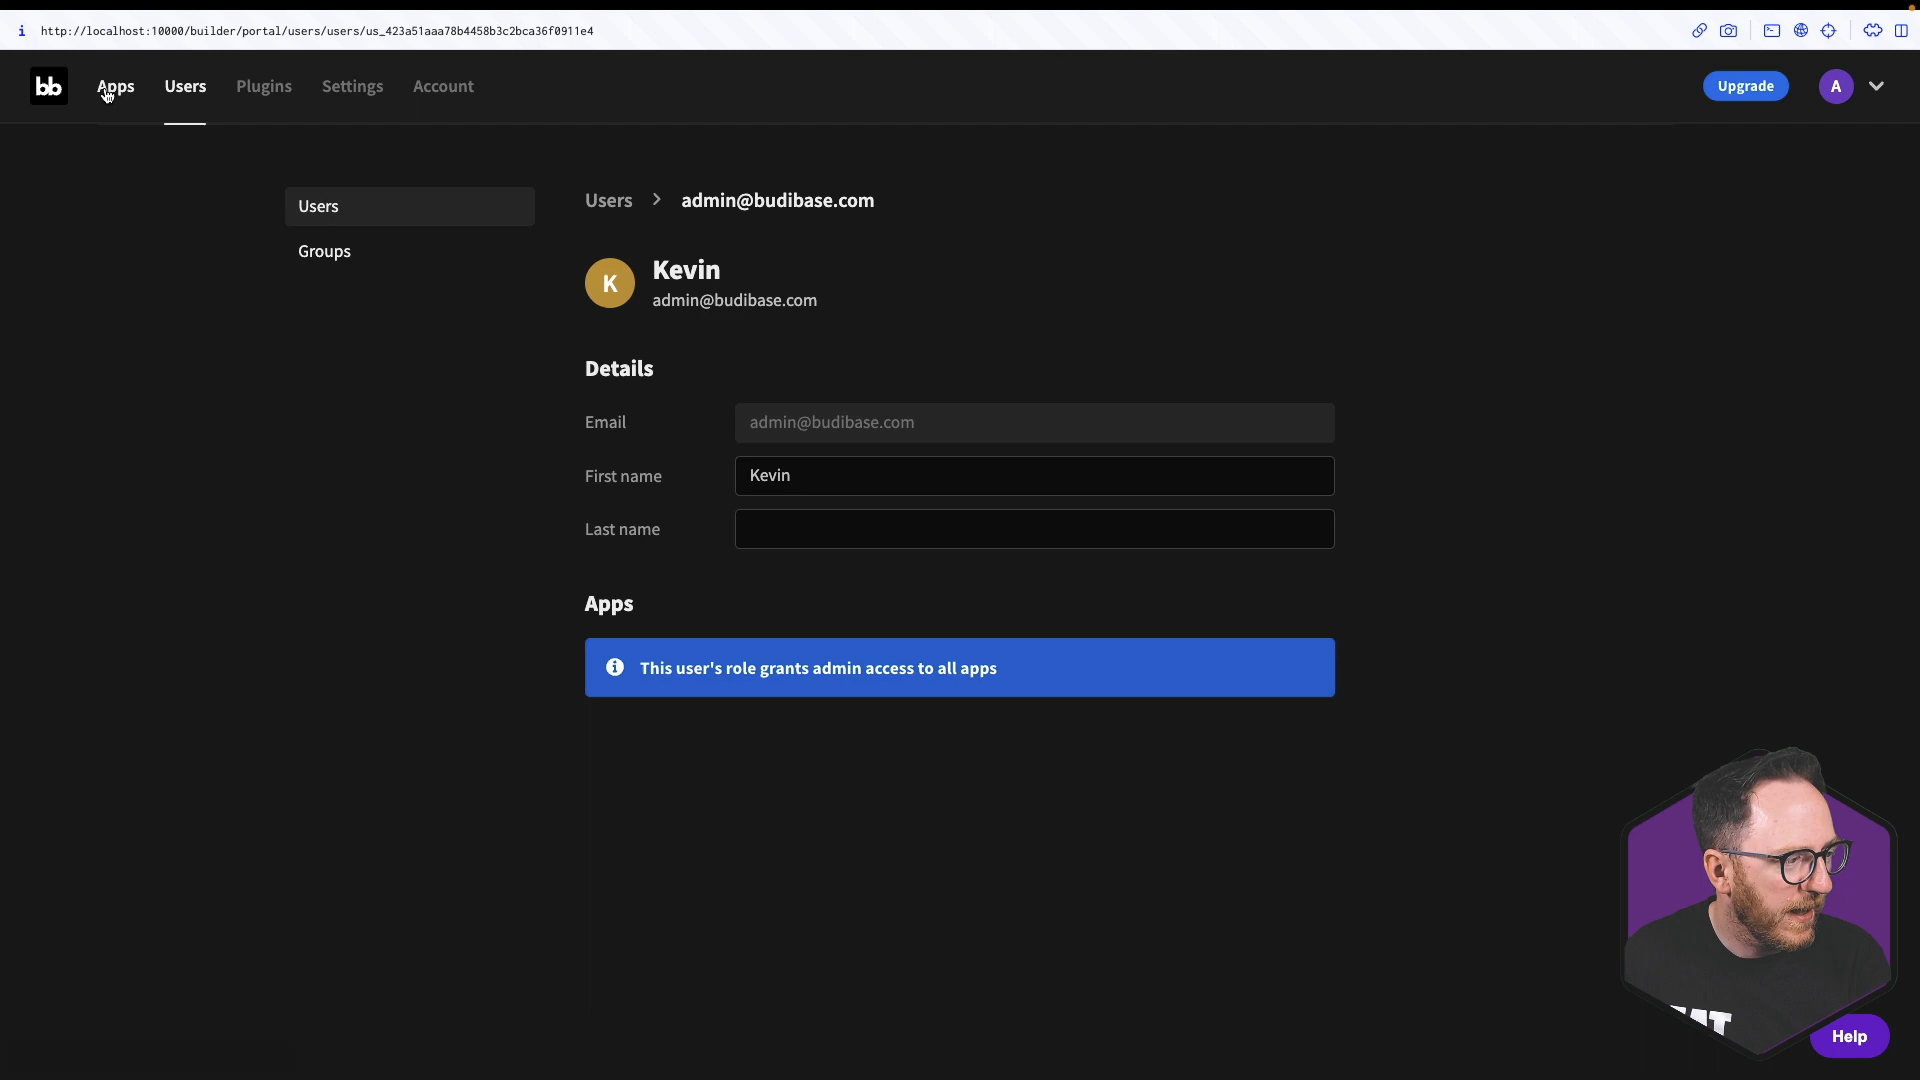 http://localhost:10000/builder/portal/users/users/us_423a51aaa78b4458b3c2bca36f0911e4
bb Apps Users Plugins Settings Account Upgrade A
Users
Groups
Users > admin@budibase.com
K Kevin
admin@budibase.com
Details
Email admin@budibase.com
First name Kevin
Last name
Apps
This user's role grants admin access to all apps
Help